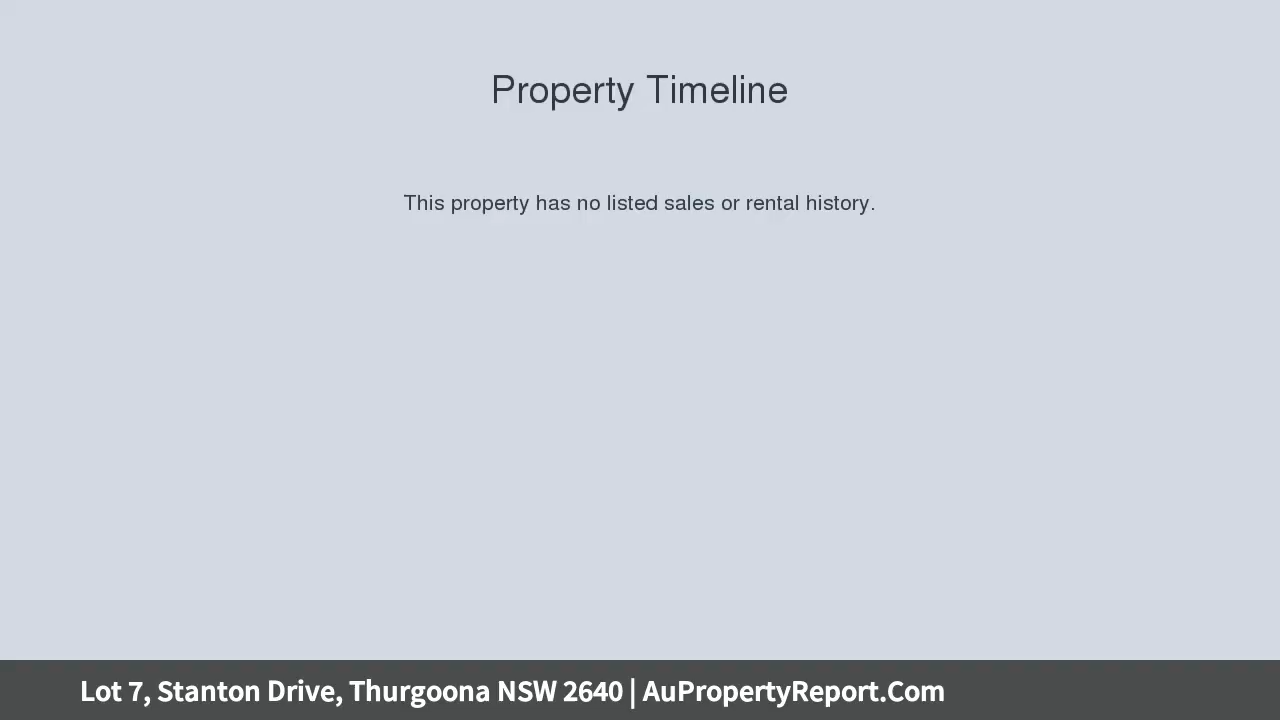 Property Timeline
This property has no listed sales or rental history.
Lot 7, Stanton Drive, Thurgoona NSW 2640 | AuPropertyReport.Com